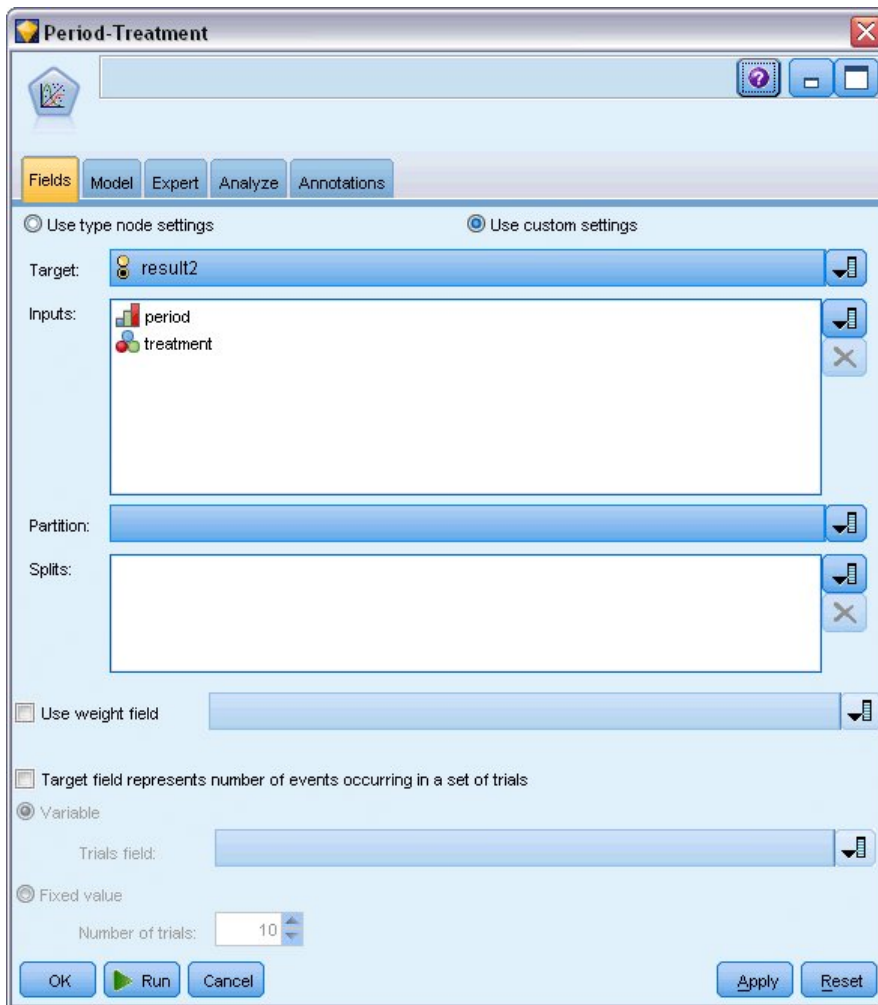 Period-Treatment
Fields Model Expert Analyze Annotations
Use type node settings Use custom settings
Target: result2
Inputs: period
treatment
Partition:
Splits:
Use weight field
Target field represents number of events occurring in a set of trials
Variable
Trials field:
Fixed value
Number of trials: 10
OK Run Cancel Apply Reset